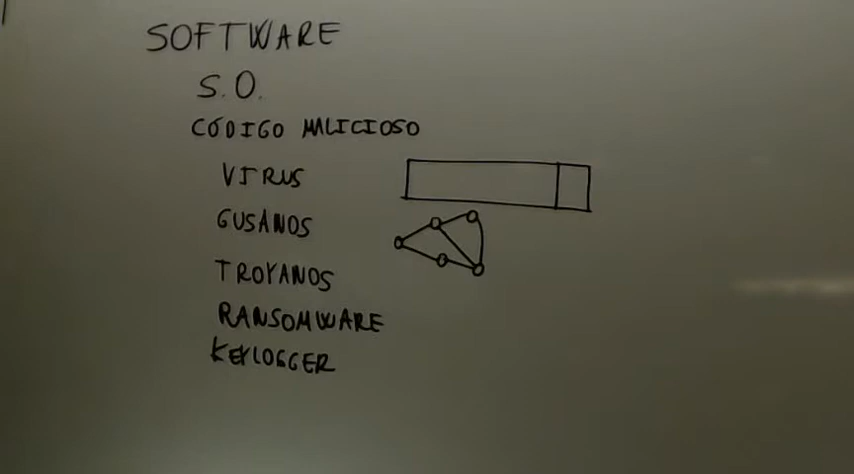 SOFTWARE
S.O.
CÓDIGO MALICIOSO
VIRUS
GUSANOS
TROYANOS
RANSOMWARE
KEYLOGGER